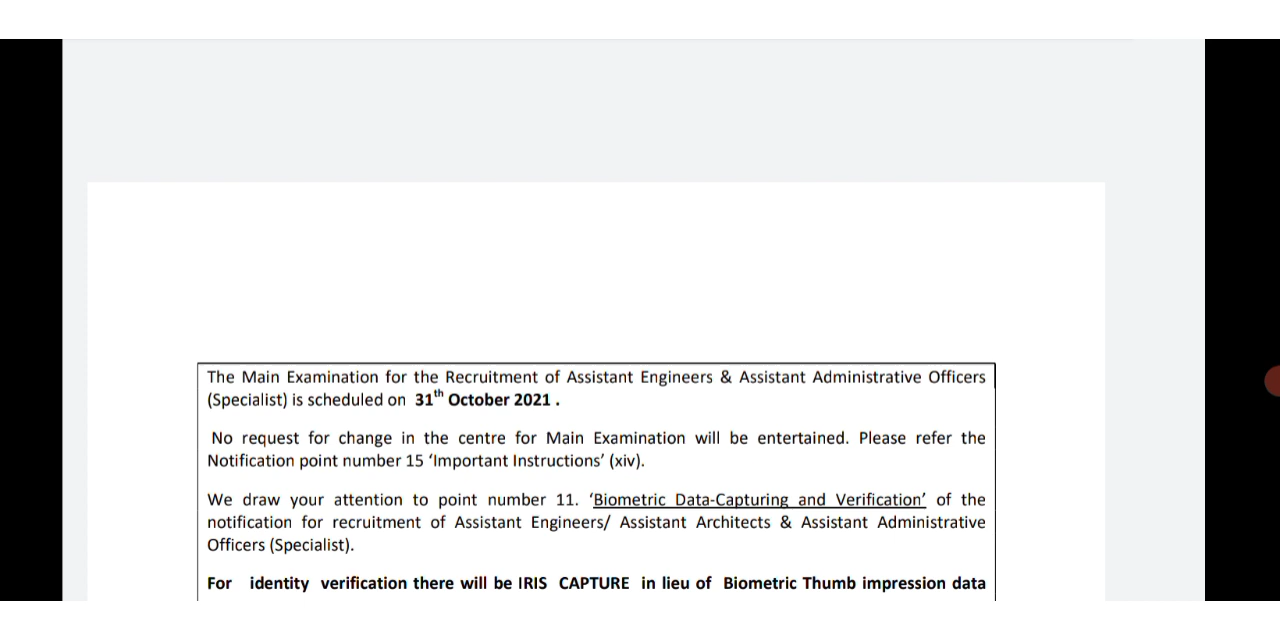 The Main Examination for the Recruitment of Assistant Engineers & Assistant Administrative Officers
(Specialist) is scheduled on 31th October 2021 .
No request for change in the centre for Main Examination will be entertained. Please refer the
Notification point number 15 ‘Important Instructions’ (xiv).
We draw your attention to point number 11. ‘Biometric Data-Capturing and Verification’ of the
notification for recruitment of Assistant Engineers/ Assistant Architects & Assistant Administrative
Officers (Specialist).
For identity verification there will be IRIS CAPTURE in lieu of Biometric Thumb impression data